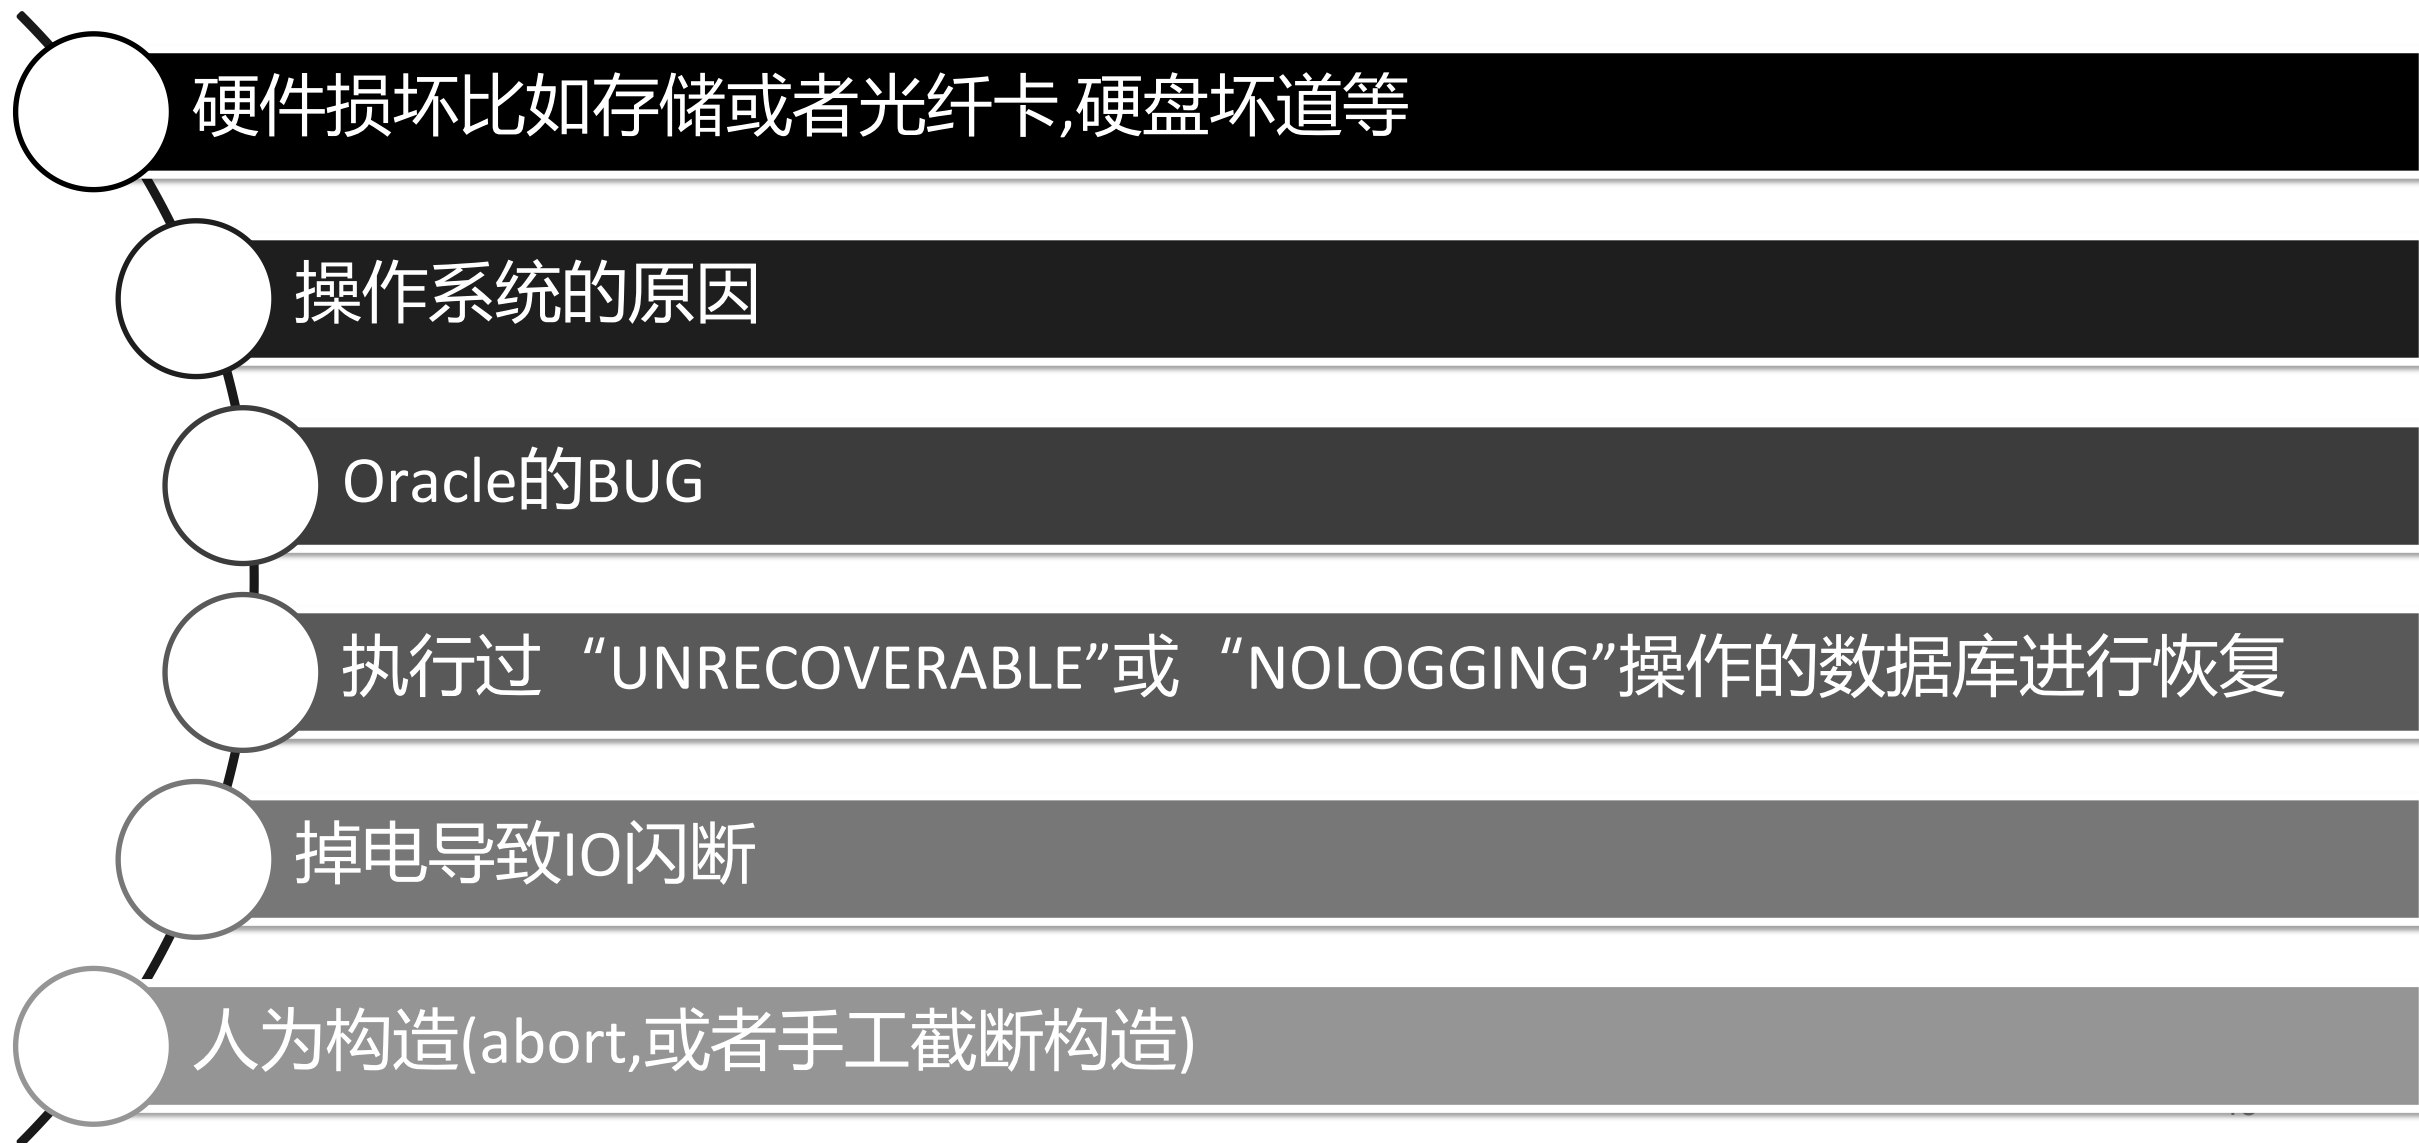 硬件损坏比如存储或者光纤卡,硬盘坏道等
操作系统的原因
Oracle的BUG
执行过“UNRECOVERABLE”或“NOLOGGING”操作的数据库进行恢复
掉电导致IO闪断
人为构造(abort,或者手工截断构造)